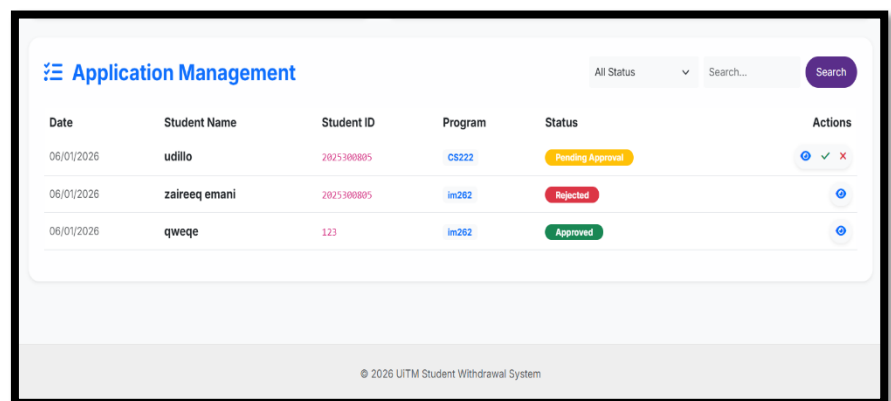 Application Management
All Status Search... Search
Date Student Name Student ID Program Status Actions
06/01/2026 udillo 2025300805 CS222 Pending Approval
06/01/2026 zaireeq emani 2025300805 im262 Rejected
06/01/2026 qweqe 123 im262 Approved
© 2026 UiTM Student Withdrawal System